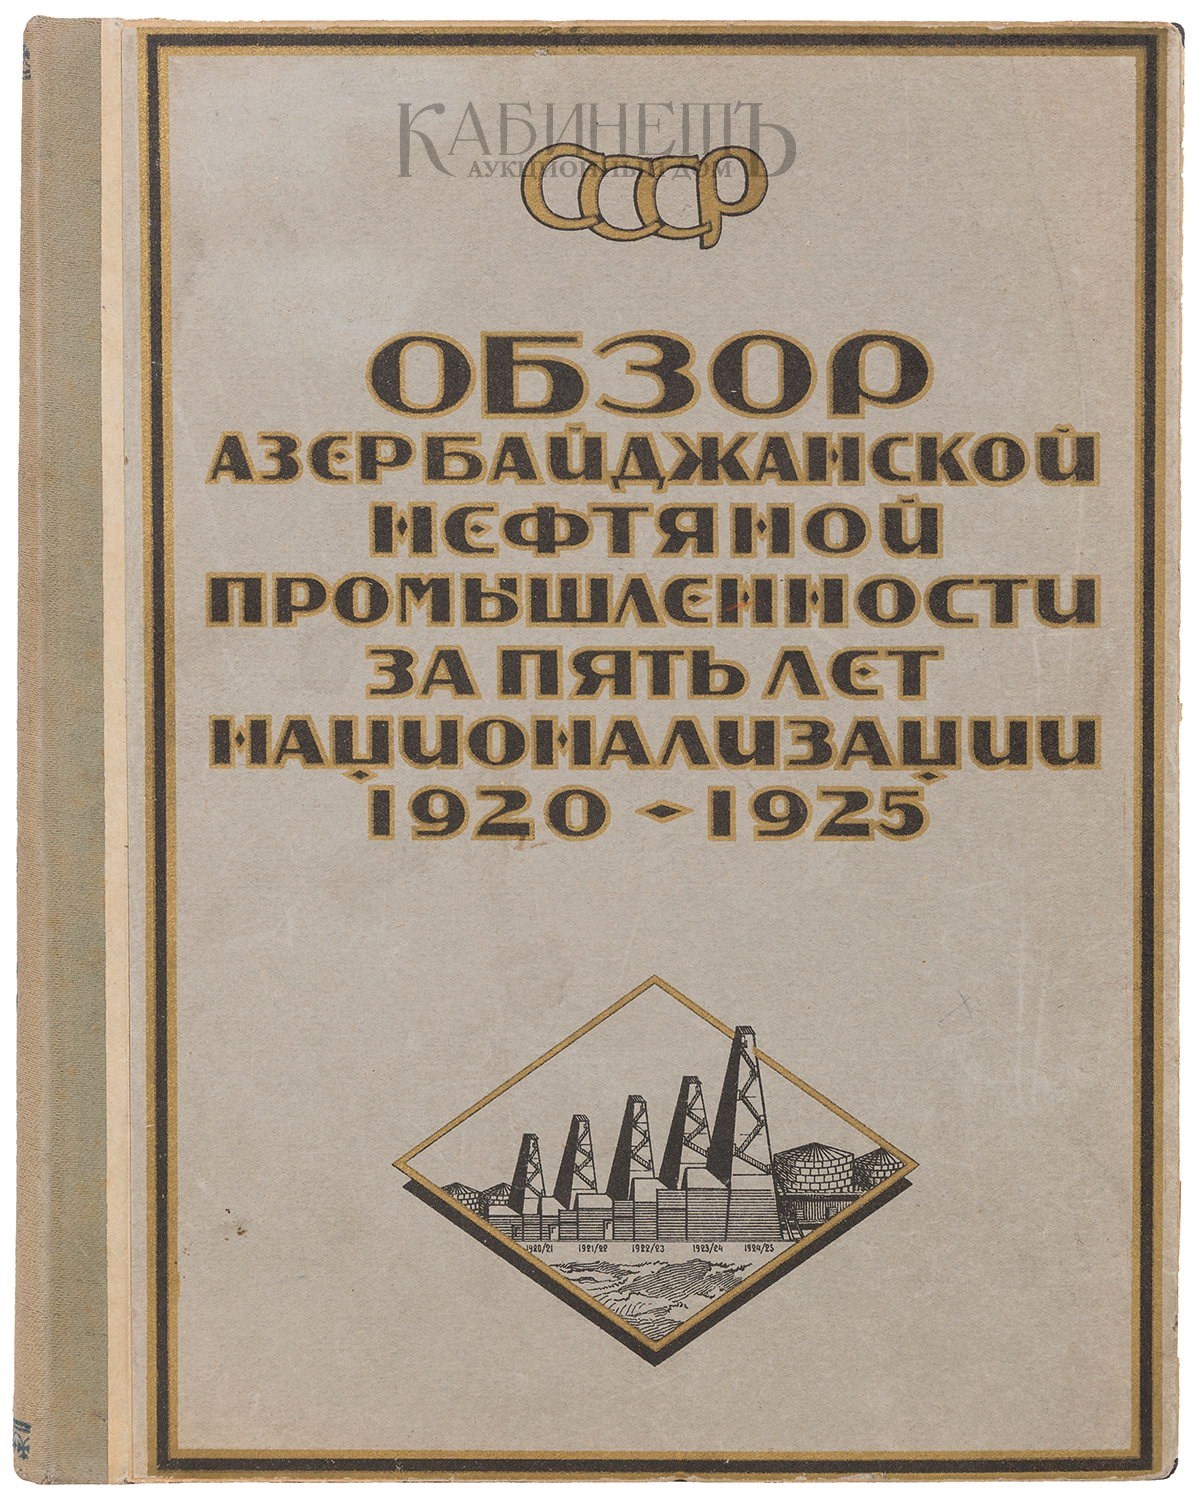 КАБИНЕТЪ
АУКЦИОННЫЙ ДОМ
СССР
ОБЗОР
АЗЕРБАЙДЖАНСКОЙ
НЕФТЯНОЙ
ПРОМЫШЛЕННОСТИ
ЗА ПЯТЬ ЛЕТ
НАЦИОНАЛИЗАЦИИ
1920 - 1925
1920/21 1921/22 1922/23 1923/24 1924/25